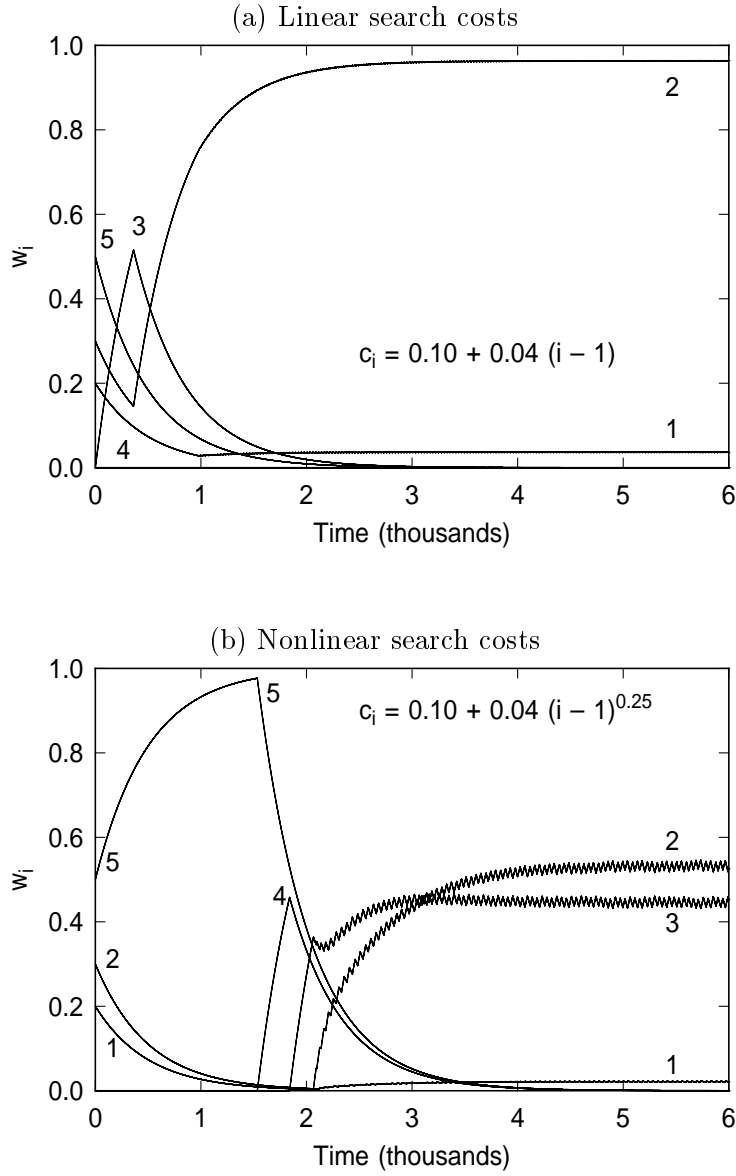 (a) Linear search costs
1.0
0.8
0.6
0.4
0.2
0.0
w_i
5
3
4
2
1
c_i = 0.10 + 0.04 (i – 1)
0 1 2 3 4 5 6
Time (thousands)
(b) Nonlinear search costs
1.0
0.8
0.6
0.4
0.2
0.0
w_i
5
c_i = 0.10 + 0.04 (i – 1)^0.25
5
2
1
4
2
3
1
0 1 2 3 4 5 6
Time (thousands)